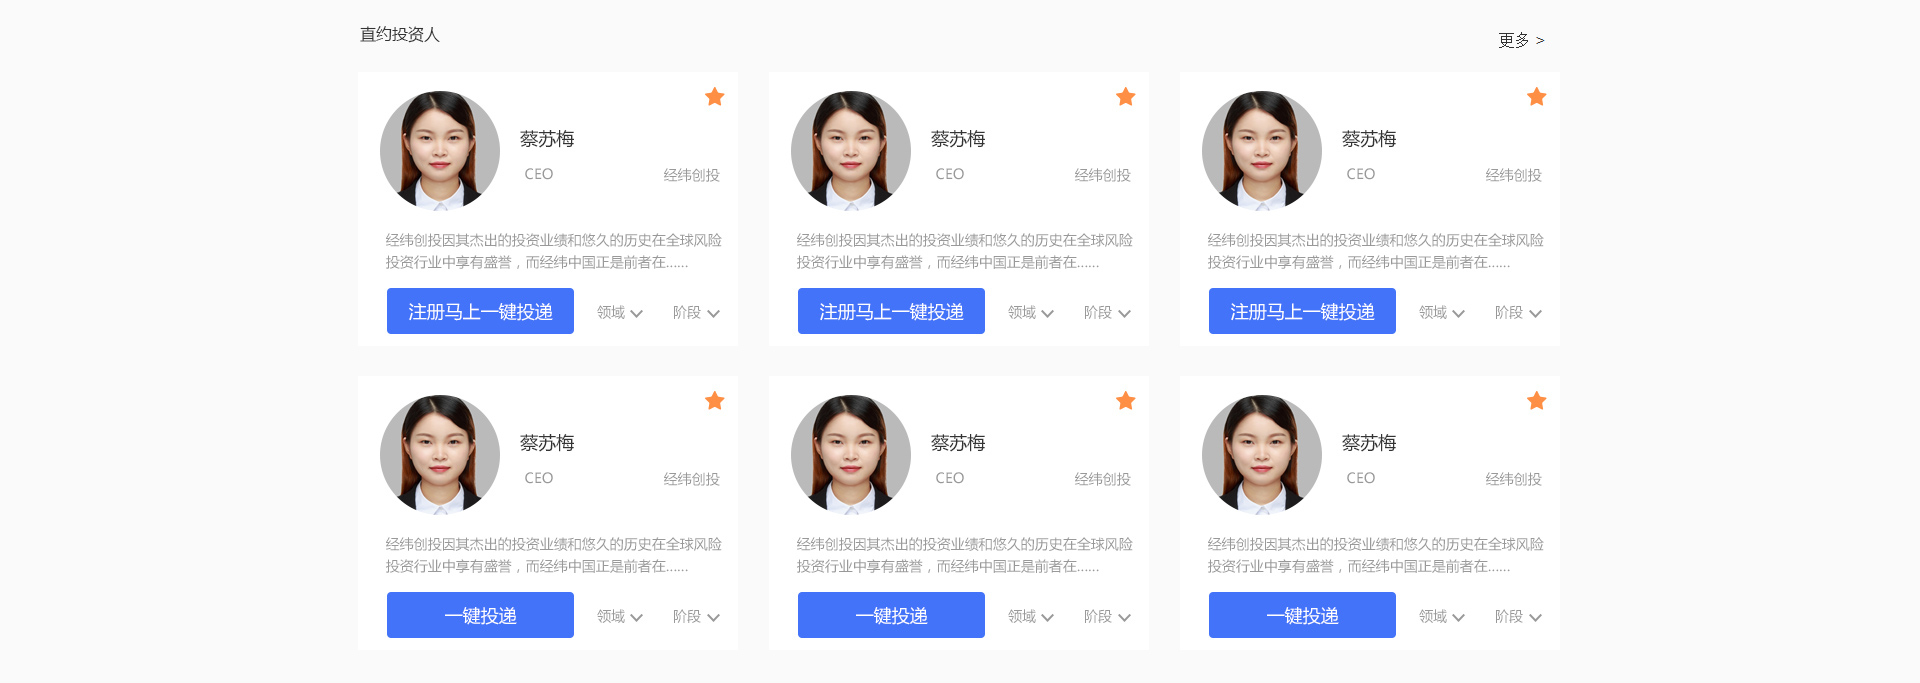 直约投资人
更多 >
蔡苏梅
CEO 经纬创投
经纬创投因其杰出的投资业绩和悠久的历史在全球风险
投资行业中享有盛誉，而经纬中国正是前者在......
注册马上一键投递 领域 阶段
蔡苏梅
CEO 经纬创投
经纬创投因其杰出的投资业绩和悠久的历史在全球风险
投资行业中享有盛誉，而经纬中国正是前者在......
注册马上一键投递 领域 阶段
蔡苏梅
CEO 经纬创投
经纬创投因其杰出的投资业绩和悠久的历史在全球风险
投资行业中享有盛誉，而经纬中国正是前者在......
注册马上一键投递 领域 阶段
蔡苏梅
CEO 经纬创投
经纬创投因其杰出的投资业绩和悠久的历史在全球风险
投资行业中享有盛誉，而经纬中国正是前者在......
一键投递 领域 阶段
蔡苏梅
CEO 经纬创投
经纬创投因其杰出的投资业绩和悠久的历史在全球风险
投资行业中享有盛誉，而经纬中国正是前者在......
一键投递 领域 阶段
蔡苏梅
CEO 经纬创投
经纬创投因其杰出的投资业绩和悠久的历史在全球风险
投资行业中享有盛誉，而经纬中国正是前者在......
一键投递 领域 阶段